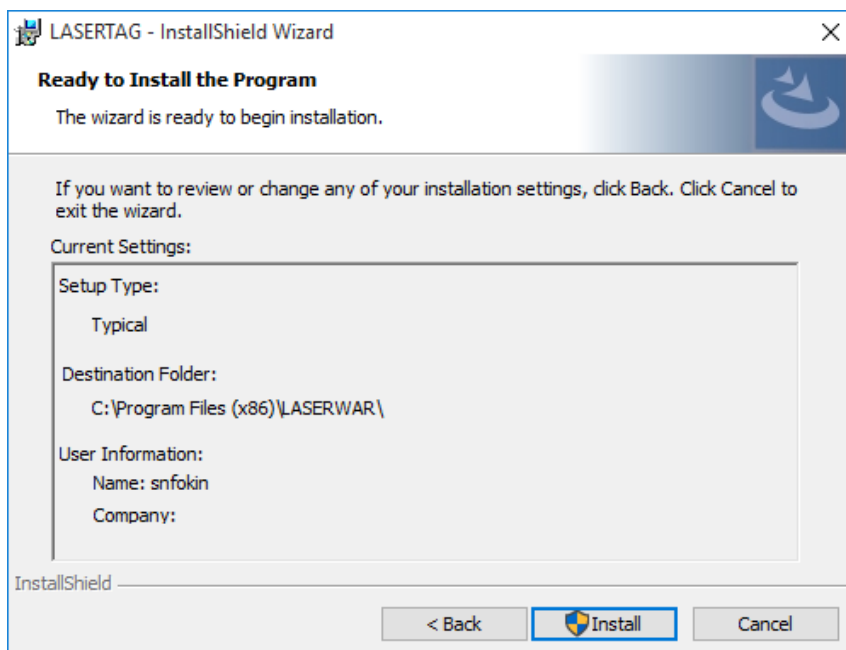 LASERTAG - InstallShield Wizard
Ready to Install the Program
The wizard is ready to begin installation.
If you want to review or change any of your installation settings, click Back. Click Cancel to
exit the wizard.
Current Settings:
Setup Type:
Typical
Destination Folder:
C:\Program Files (x86)\LASERWAR\
User Information:
Name: snfokin
Company:
InstallShield
< Back
Install
Cancel